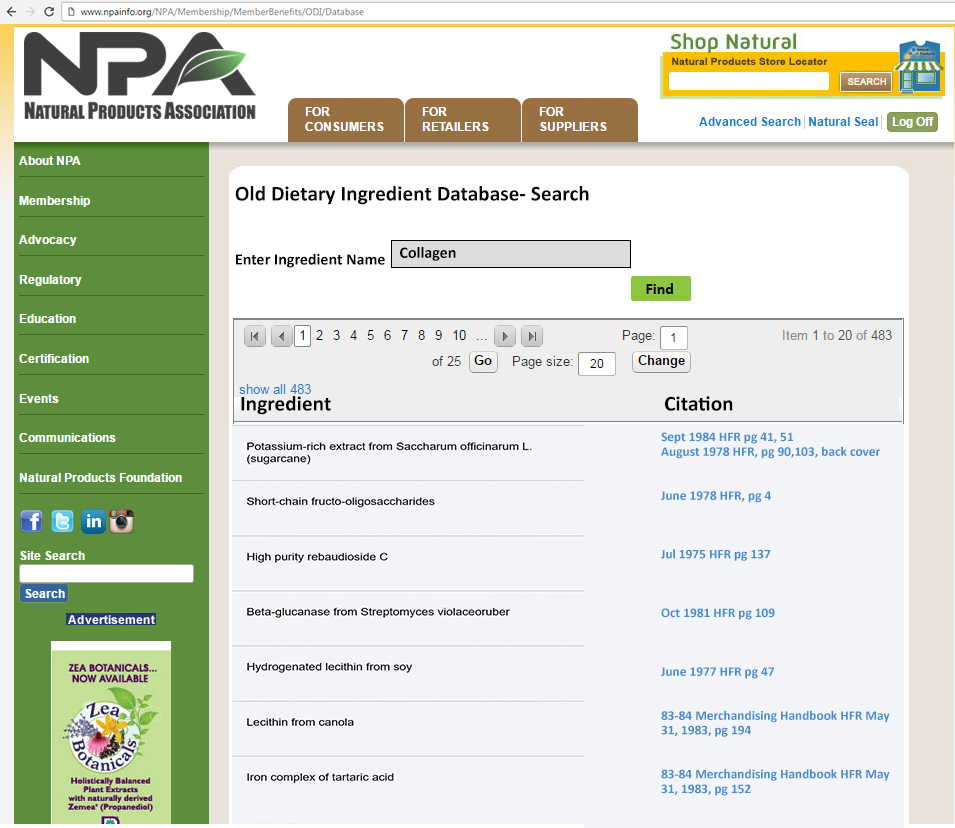 www.npainfo.org/NPA/Membership/MemberBenefits/ODI/Database
NPA
NATURAL PRODUCTS ASSOCIATION
Shop Natural
Natural Products Store Locator
SEARCH
FOR
CONSUMERS
FOR
RETAILERS
FOR
SUPPLIERS
Advanced Search | Natural Seal | Log Off
About NPA
Membership
Advocacy
Regulatory
Education
Certification
Events
Communications
Natural Products Foundation
Site Search
Search
Advertisement
ZEA BOTANICALS...
NOW AVAILABLE
Zea
Botanicals
Holistically Balanced
Plant Extracts
with naturally derived
Zemea® (Propanediol)
Old Dietary Ingredient Database- Search
Enter Ingredient Name Collagen
Find
1 2 3 4 5 6 7 8 9 10 ... Page: 1 Item 1 to 20 of 483
of 25 Go Page size: 20 Change
show all 483
Ingredient Citation
Potassium-rich extract from Saccharum officinarum L.
(sugarcane)
Sept 1984 HFR pg 41, 51
August 1978 HFR, pg 90,103, back cover
Short-chain fructo-oligosaccharides
June 1978 HFR, pg 4
High purity rebaudioside C
Jul 1975 HFR pg 137
Beta-glucanase from Streptomyces violaceoruber
Oct 1981 HFR pg 109
Hydrogenated lecithin from soy
June 1977 HFR pg 47
Lecithin from canola
83-84 Merchandising Handbook HFR May
31, 1983, pg 194
Iron complex of tartaric acid
83-84 Merchandising Handbook HFR May
31, 1983, pg 152